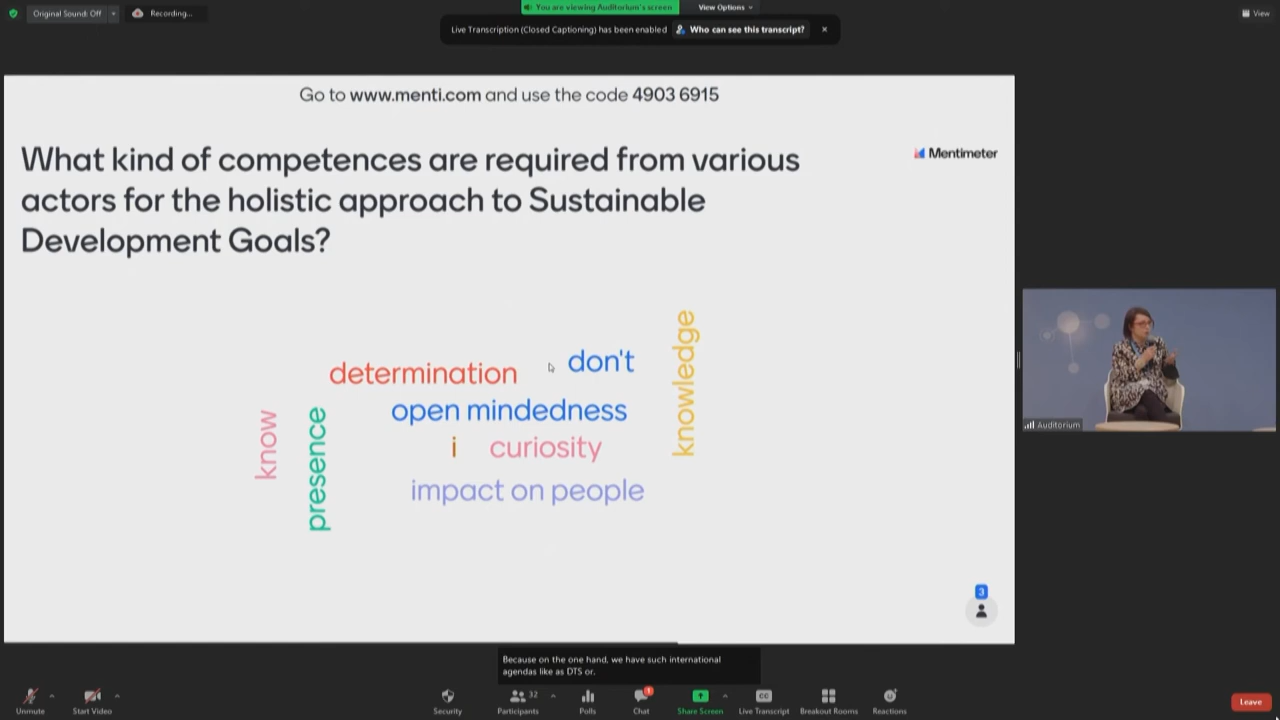 Original Sound: Off
Recording...
You are viewing Auditorium's screen
View Options
View
Live Transcription (Closed Captioning) has been enabled
Who can see this transcript?
Go to www.menti.com and use the code 4903 6915
Mentimeter
What kind of competences are required from various
actors for the holistic approach to Sustainable
Development Goals?
knowledge
don't
determination
open mindedness
know
presence
i
curiosity
impact on people
3
Auditorium
Because on the one hand, we have such international
agendas like as DTS or.
Unmute
Start Video
Security
32
Participants
Polls
1
Chat
Share Screen
CC
Live Transcript
Breakout Rooms
Reactions
Leave